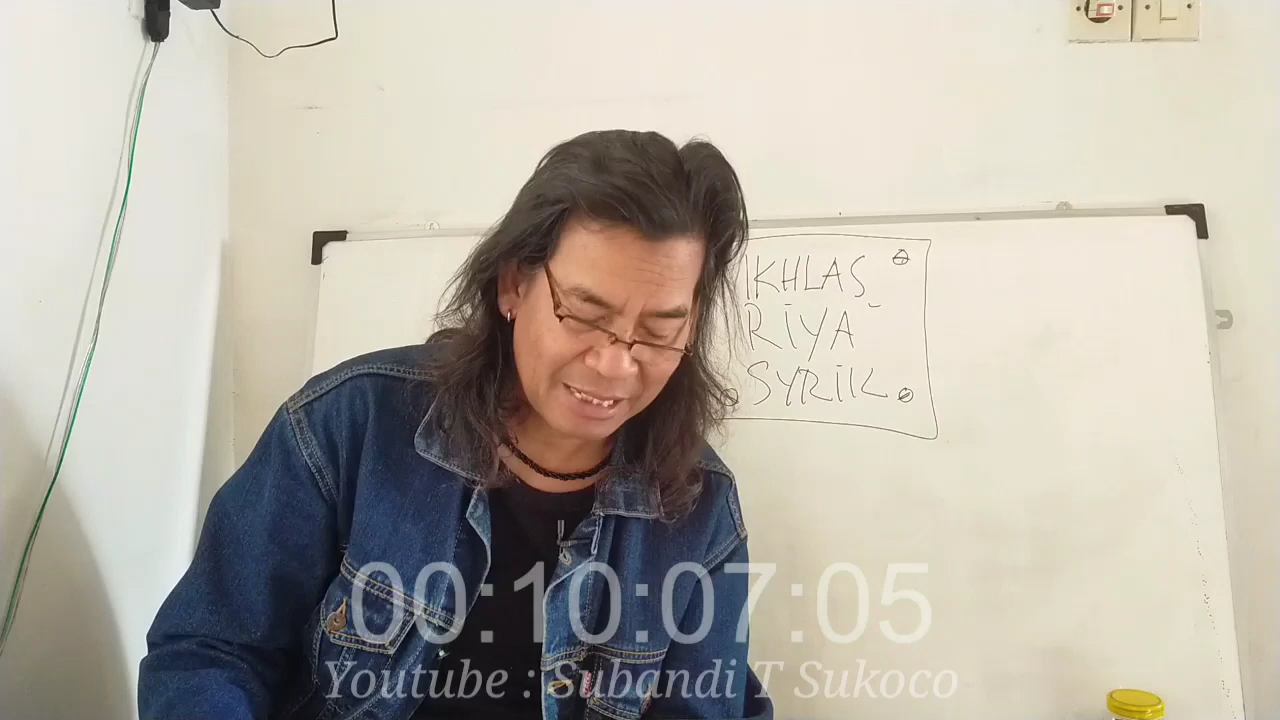 IKHLAS
RIYA
SYRIK
00:10:07:05
Youtube : Subandi T Sukoco